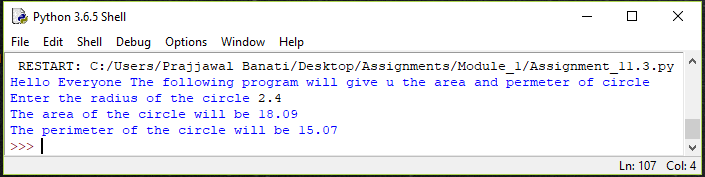 Python 3.6.5 Shell
File Edit Shell Debug Options Window Help
RESTART: C:/Users/Prajjawal Banati/Desktop/Assignments/Module_1/Assignment_11.3.py
Hello Everyone The following program will give u the area and permeter of circle
Enter the radius of the circle 2.4
The area of the circle will be 18.09
The perimeter of the circle will be 15.07
>>>
Ln: 107 Col: 4